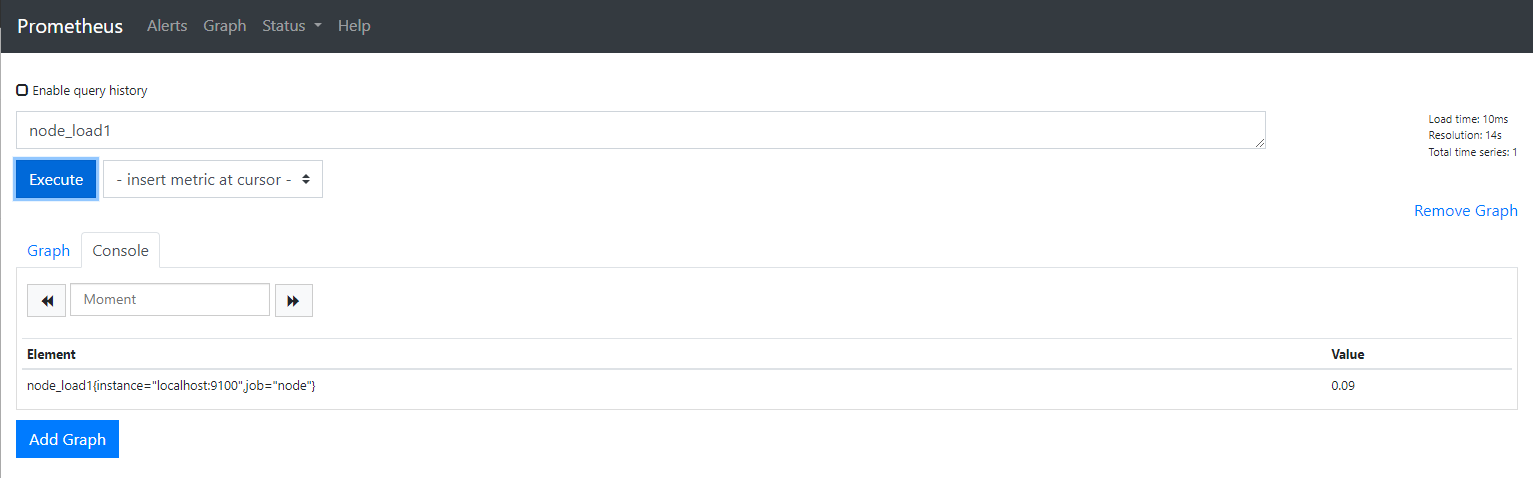 Prometheus Alerts Graph Status Help
Enable query history
node_load1
Load time: 10ms
Resolution: 14s
Total time series: 1
Execute - insert metric at cursor -
Remove Graph
Graph Console
Moment
Element Value
node_load1{instance="localhost:9100",job="node"} 0.09
Add Graph